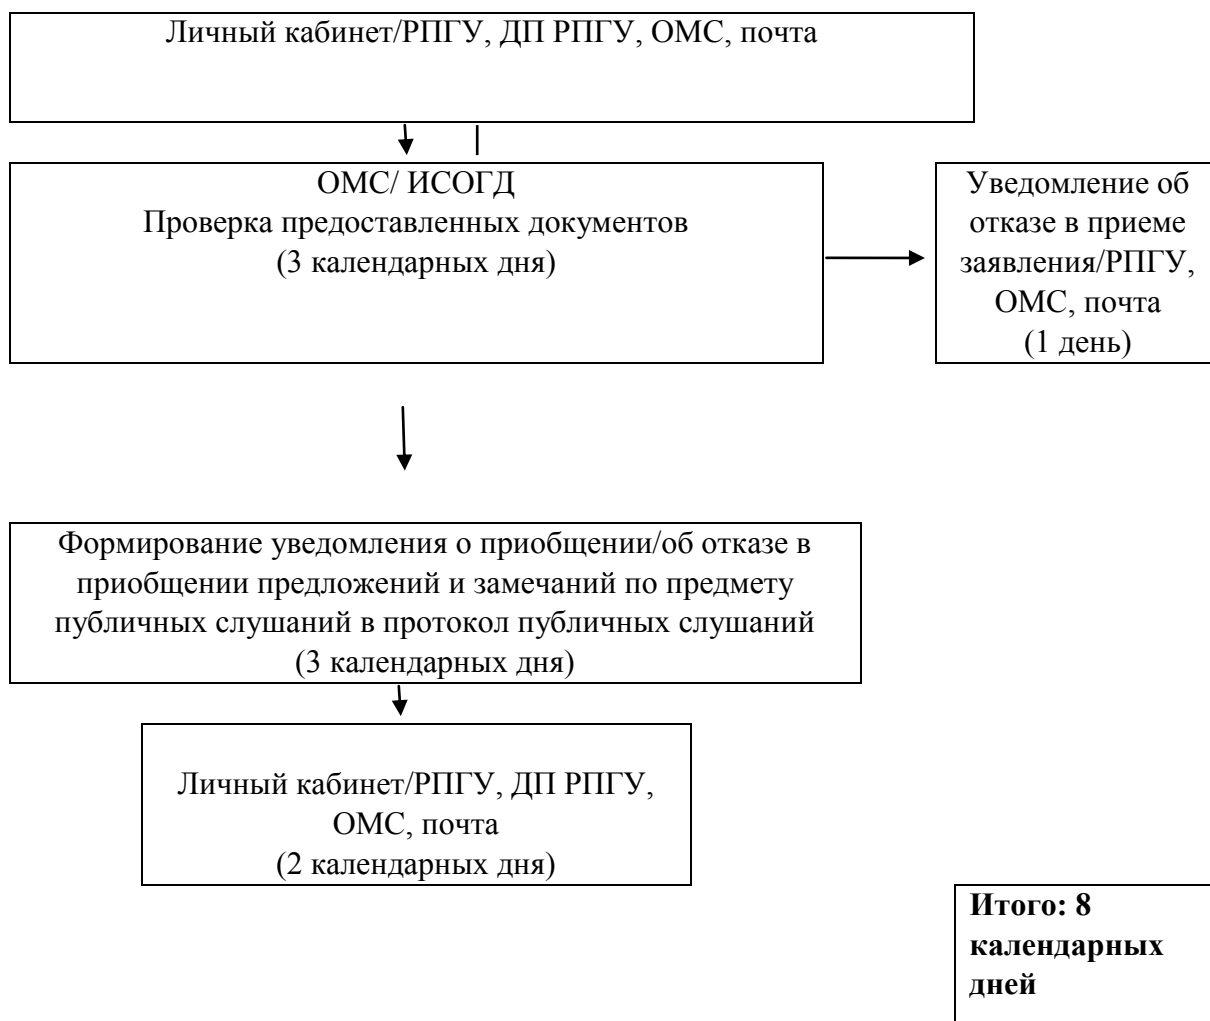 Личный кабинет/РПГУ, ДП РПГУ, ОМС, почта
ОМС/ ИСОГД
Проверка предоставленных документов
(3 календарных дня)
Уведомление об
отказе в приеме
заявления/РПГУ,
ОМС, почта
(1 день)
Формирование уведомления о приобщении/об отказе в
приобщении предложений и замечаний по предмету
публичных слушаний в протокол публичных слушаний
(3 календарных дня)
Личный кабинет/РПГУ, ДП РПГУ,
ОМС, почта
(2 календарных дня)
Итого: 8
календарных
дней